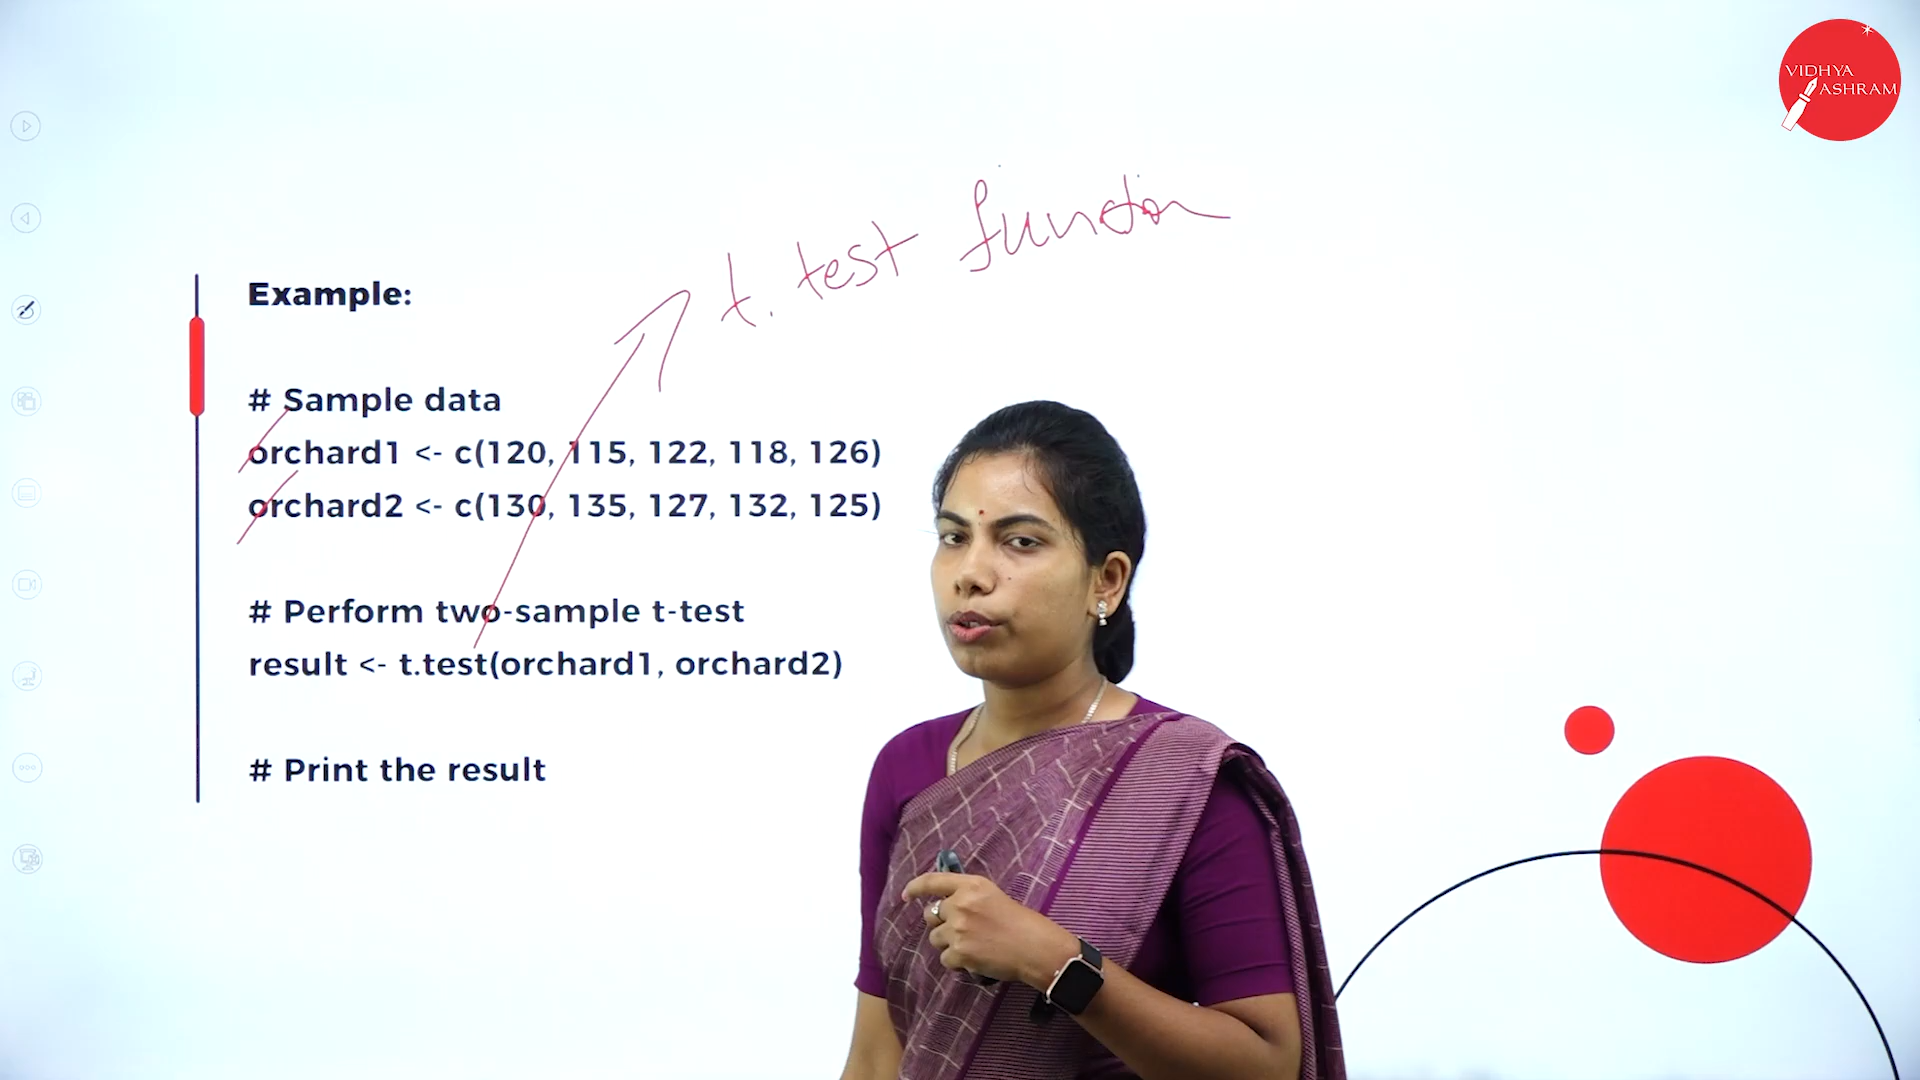 VIDHYA
ASHRAM
t. test function
Example:
# Sample data
orchard1 <- c(120, 115, 122, 118, 126)
orchard2 <- c(130, 135, 127, 132, 125)
# Perform two-sample t-test
result <- t.test(orchard1, orchard2)
# Print the result